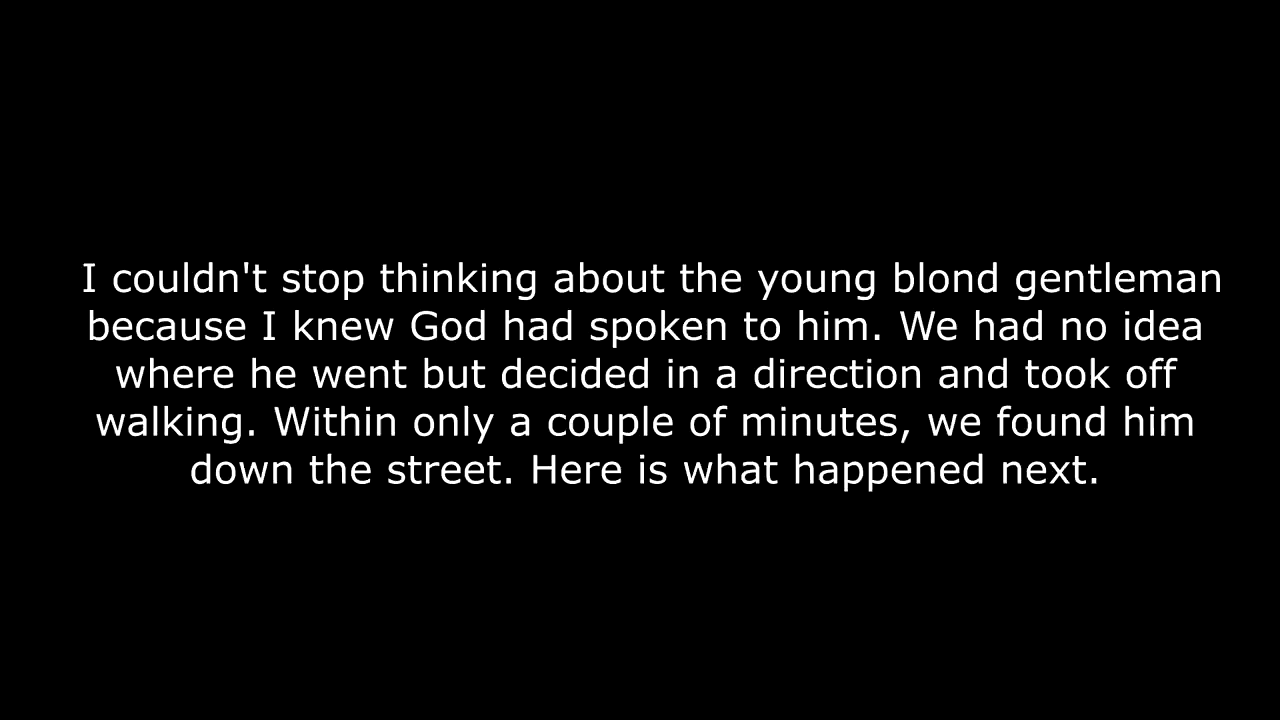 I couldn't stop thinking about the young blond gentleman
because I knew God had spoken to him. We had no idea
where he went but decided in a direction and took off
walking. Within only a couple of minutes, we found him
down the street. Here is what happened next.